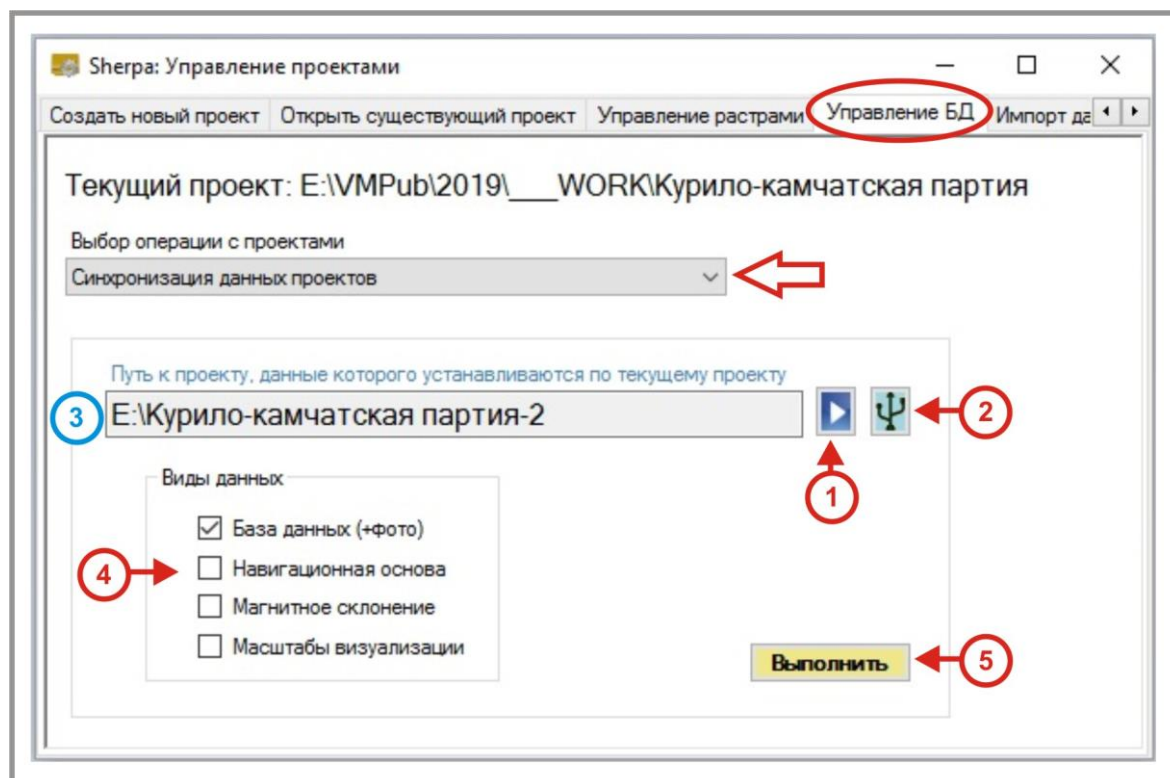 Sherpa: Управление проектами
Создать новый проект Открыть существующий проект Управление растрами Управление БД Импорт да
Текущий проект: E:\VMPub\2019\___WORK\Курило-камчатская партия
Выбор операции с проектами
Синхронизация данных проектов
Путь к проекту, данные которого устанавливаются по текущему проекту
3 E:\Курило-камчатская партия-2 2
1
Виды данных
База данных (+фото)
4 Навигационная основа
Магнитное склонение
Масштабы визуализации
Выполнить 5